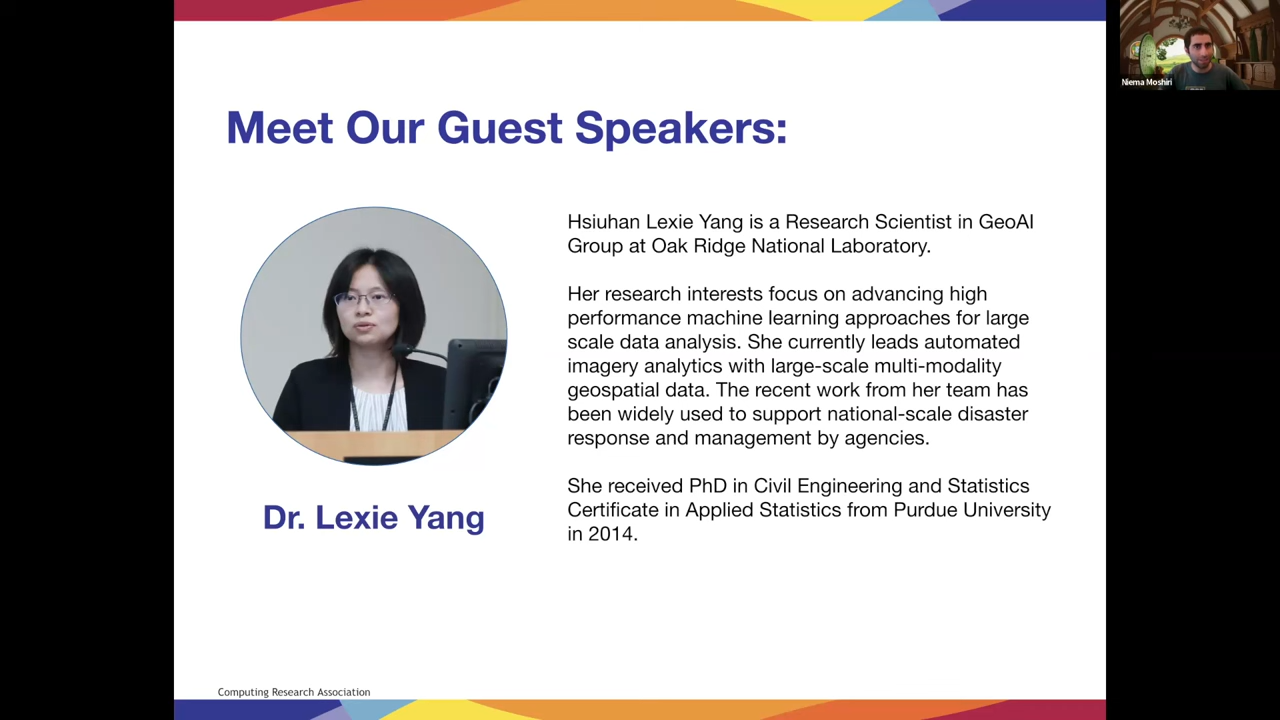 Meet Our Guest Speakers:
Hsiuhan Lexie Yang is a Research Scientist in GeoAI
Group at Oak Ridge National Laboratory.
Her research interests focus on advancing high
performance machine learning approaches for large
scale data analysis. She currently leads automated
imagery analytics with large-scale multi-modality
geospatial data. The recent work from her team has
been widely used to support national-scale disaster
response and management by agencies.
She received PhD in Civil Engineering and Statistics
Certificate in Applied Statistics from Purdue University
in 2014.
Dr. Lexie Yang
Computing Research Association
Niema Moshiri